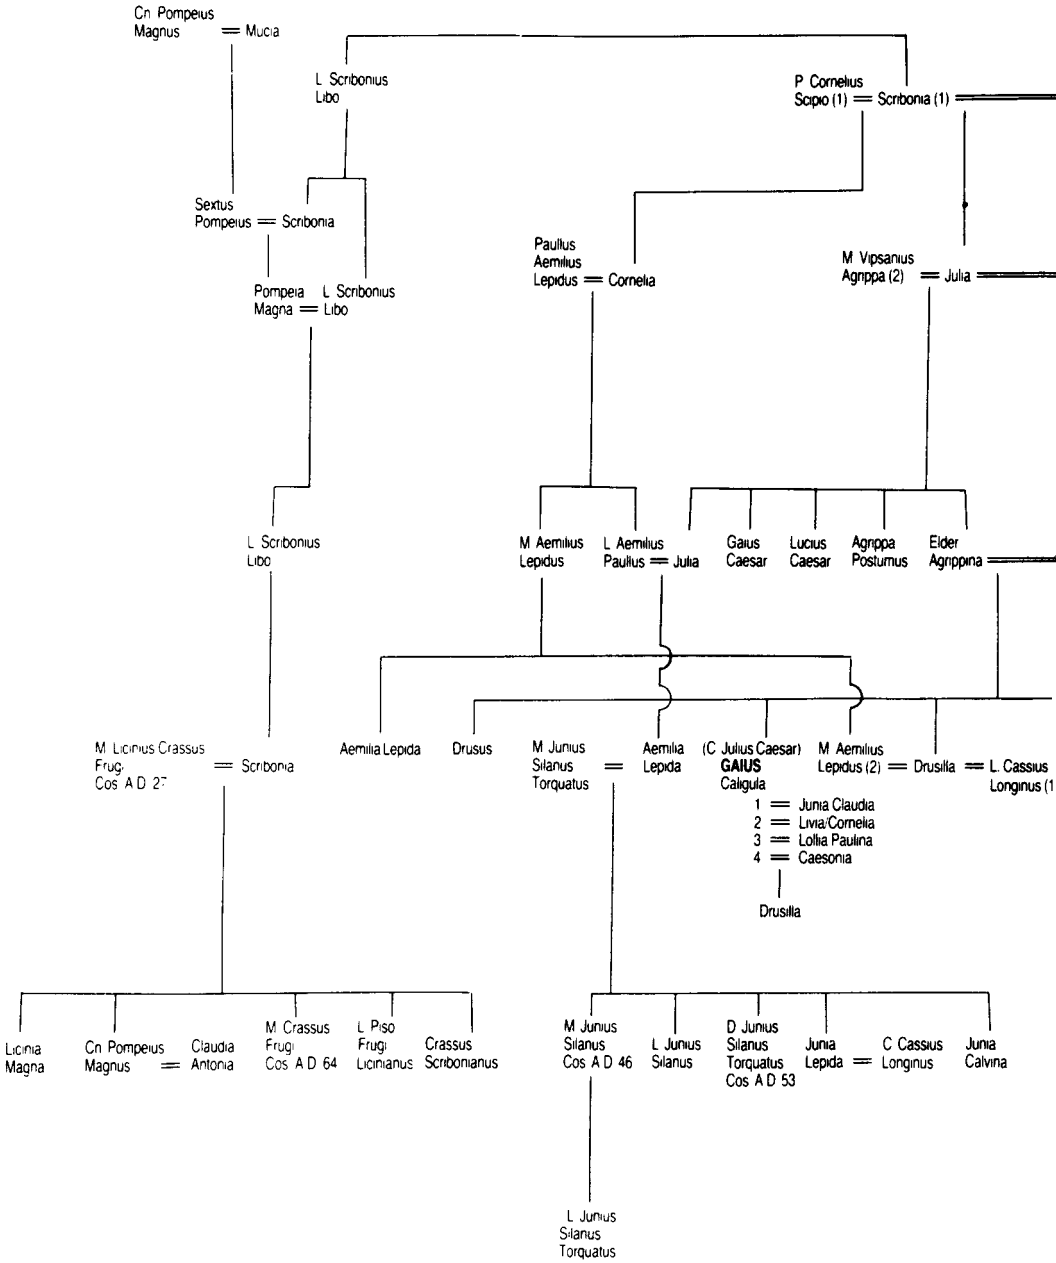 Cn Pompeius
Magnus = Mucia
L Scribonius
Libo
P Cornelius
Scipio (1) = Scribonia (1) =
Sextus
Pompeius = Scribonia
Paullus
Aemilius
Lepidus = Cornelia
M Vipsanius
Agrippa (2) = Julia =
Pompeia L Scribonius
Magna = Libo
L Scribonius
Libo
M Aemilius
Lepidus
L Aemilius
Paullus = Julia
Gaius
Caesar
Lucius
Caesar
Agrippa
Postumus
Elder
Agrippina =
M Licinius Crassus
Frugi
Cos A D 27
= Scribonia
Aemilia Lepida
Drusus
M Junius
Silanus =
Torquatus
Aemilia
Lepida
(C Julius Caesar)
GAIUS
Caligula
1 = Junia Claudia
2 = Livia/Cornelia
3 = Lollia Paulina
4 = Caesonia
Drusilla
M Aemilius
Lepidus (2) = Drusilla = L. Cassius
Longinus (1
Licinia
Magna
Cn Pompeius
Magnus =
Claudia
Antonia
M Crassus
Frugi
Cos A D 64
L Piso
Frugi
Licinianus
Crassus
Scribonianus
M Junius
Silanus
Cos A D 46
L Junius
Silanus
D Junius
Silanus
Torquatus
Cos A D 53
Junia
Lepida =
C Cassius
Longinus
Junia
Calvina
L Junius
Silanus
Torquatus